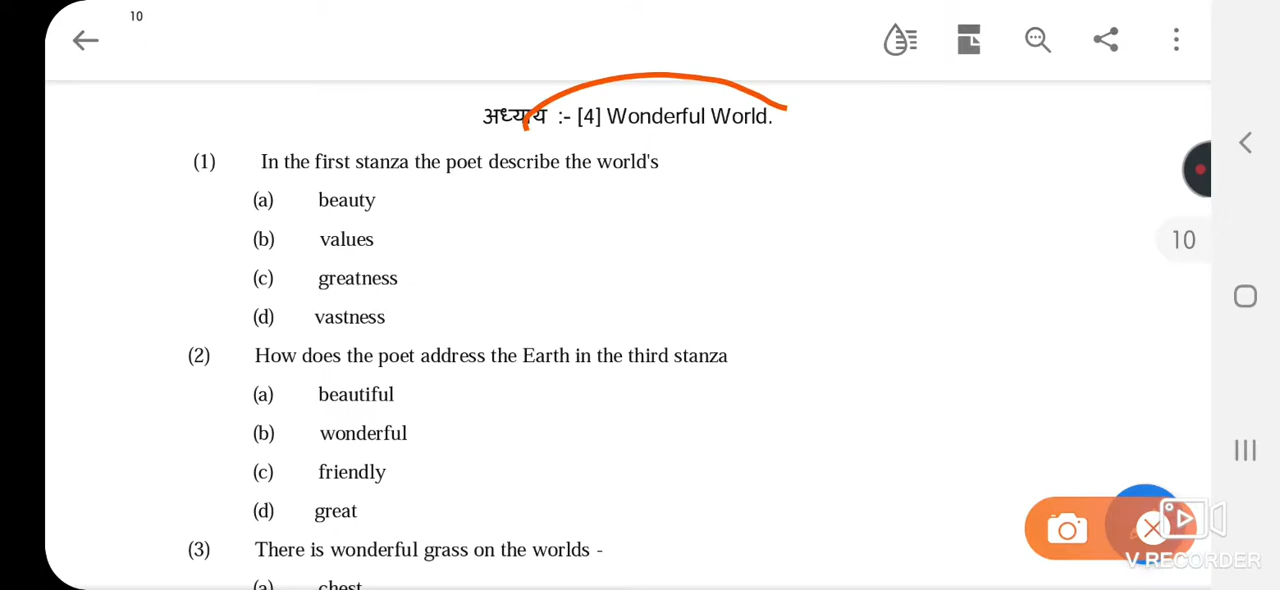 10
अध्याय :- [4] Wonderful World.
(1) In the first stanza the poet describe the world's
(a) beauty
(b) values
(c) greatness
(d) vastness
10
(2) How does the poet address the Earth in the third stanza
(a) beautiful
(b) wonderful
(c) friendly
(d) great
(3) There is wonderful grass on the worlds -
(a) chest
V RECORDER